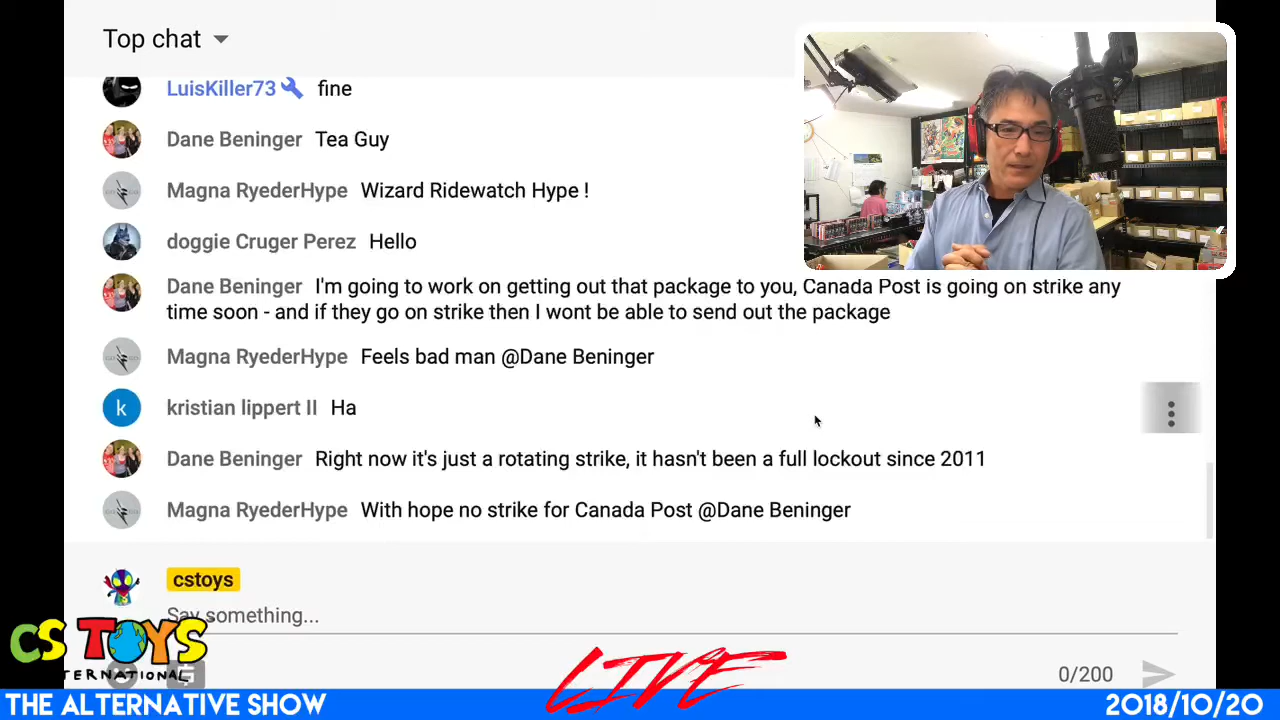 Top chat
LuisKiller73 fine
Dane Beninger Tea Guy
Magna RyederHype Wizard Ridewatch Hype !
doggie Cruger Perez Hello
Dane Beninger I'm going to work on getting out that package to you, Canada Post is going on strike any
time soon - and if they go on strike then I wont be able to send out the package
Magna RyederHype Feels bad man @Dane Beninger
k kristian lippert II Ha
Dane Beninger Right now it's just a rotating strike, it hasn't been a full lockout since 2011
Magna RyederHype With hope no strike for Canada Post @Dane Beninger
cstoys
Say something...
CS TOYS
TERNATIONAL
LIVE
0/200
THE ALTERNATIVE SHOW
2018/10/20